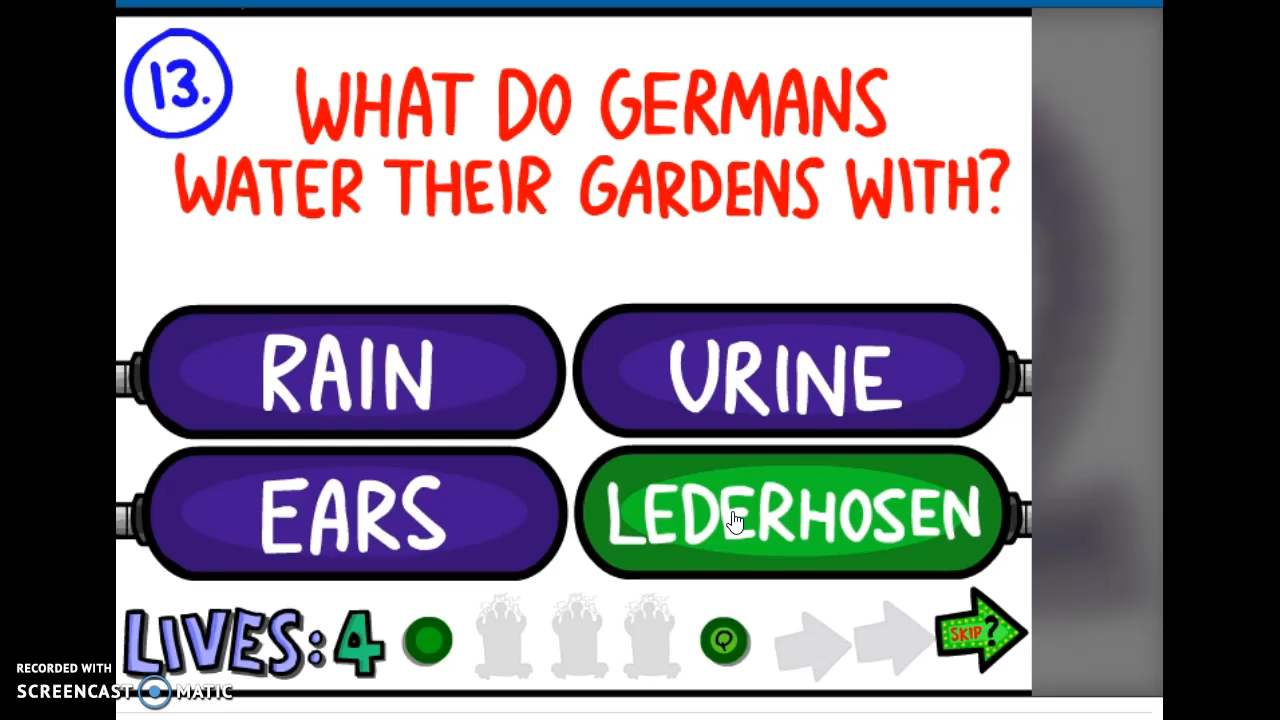 13.
WHAT DO GERMANS
WATER THEIR GARDENS WITH?
RAIN
URINE
EARS
LEDERHOSEN
LIVES: 4
SKIP?
RECORDED WITH
SCREENCAST MATIC